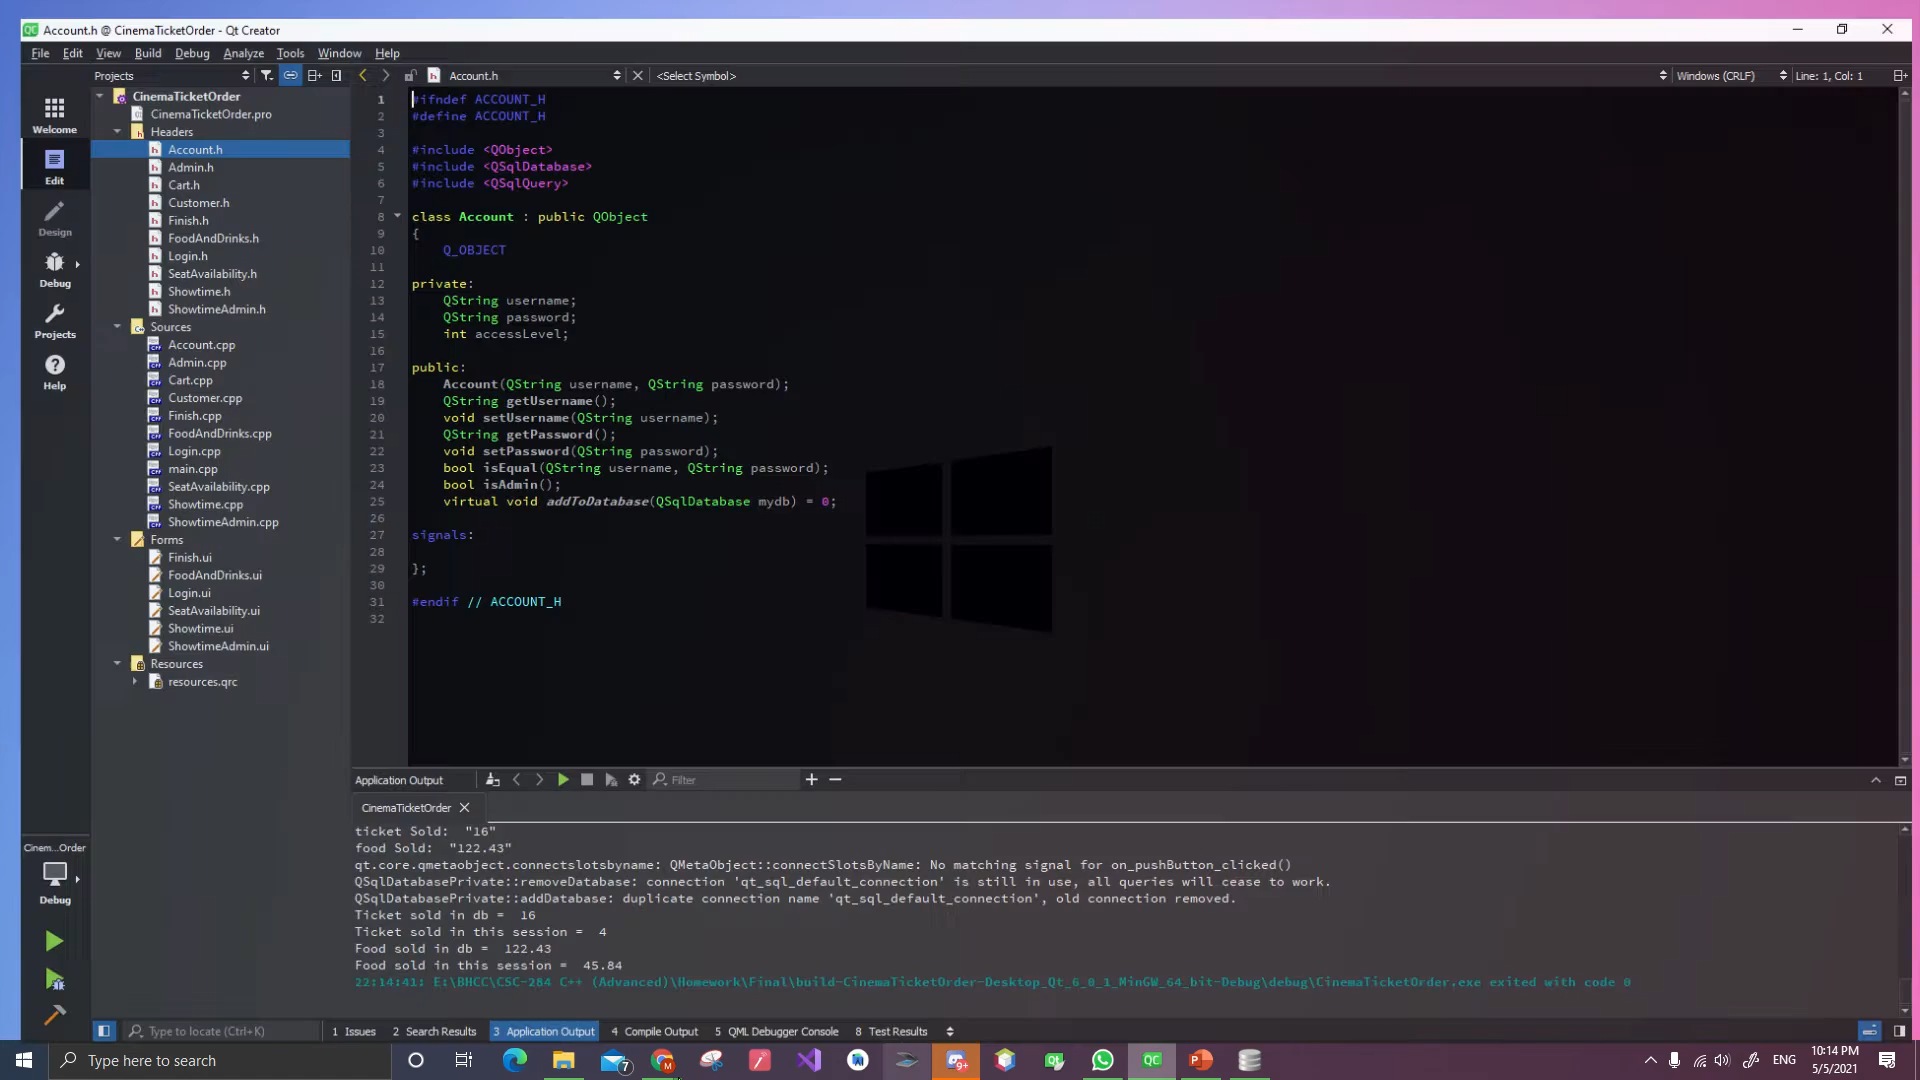 Account.h @ CinemaTicketOrder - Qt Creator
File Edit View Build Debug Analyze Tools Window Help
Projects Account.h <Select Symbol> Windows (CRLF) Line: 1, Col: 1
Welcome
Edit
Design
Debug
Projects
Help
CinemaTicketOrder
CinemaTicketOrder.pro
Headers
Account.h
Admin.h
Cart.h
Customer.h
Finish.h
FoodAndDrinks.h
Login.h
SeatAvailability.h
Showtime.h
ShowtimeAdmin.h
Sources
Account.cpp
Admin.cpp
Cart.cpp
Customer.cpp
Finish.cpp
FoodAndDrinks.cpp
Login.cpp
main.cpp
SeatAvailability.cpp
Showtime.cpp
ShowtimeAdmin.cpp
Forms
Finish.ui
FoodAndDrinks.ui
Login.ui
SeatAvailability.ui
Showtime.ui
ShowtimeAdmin.ui
Resources
resources.qrc
1 #ifndef ACCOUNT_H
2 #define ACCOUNT_H
3
4 #include <QObject>
5 #include <QSqlDatabase>
6 #include <QSqlQuery>
7
8 class Account : public QObject
9 {
10 Q_OBJECT
11
12 private:
13 QString username;
14 QString password;
15 int accessLevel;
16
17 public:
18 Account(QString username, QString password);
19 QString getUsername();
20 void setUsername(QString username);
21 QString getPassword();
22 void setPassword(QString password);
23 bool isEqual(QString username, QString password);
24 bool isAdmin();
25 virtual void addToDatabase(QSqlDatabase mydb) = 0;
26
27 signals:
28
29 };
30
31 #endif // ACCOUNT_H
32
Application Output Filter
CinemaTicketOrder
ticket Sold: "16"
food Sold: "122.43"
qt.core.qmetaobject.connectslotsbyname: QMetaObject::connectSlotsByName: No matching signal for on_pushButton_clicked()
QSqlDatabasePrivate::removeDatabase: connection 'qt_sql_default_connection' is still in use, all queries will cease to work.
QSqlDatabasePrivate::addDatabase: duplicate connection name 'qt_sql_default_connection', old connection removed.
Ticket sold in db = 16
Ticket sold in this session = 4
Food sold in db = 122.43
Food sold in this session = 45.84
22:14:41: E:\BHCC\CSC-284 C++ (Advanced)\Homework\Final\build-CinemaTicketOrder-Desktop_Qt_6_0_1_MinGW_64_bit-Debug\debug\CinemaTicketOrder.exe exited with code 0
Cinem...Order
Debug
Type to locate (Ctrl+K) 1 Issues 2 Search Results 3 Application Output 4 Compile Output 5 QML Debugger Console 8 Test Results
Type here to search 7 M 9+ Qt QC P ENG 10:14 PM
5/5/2021